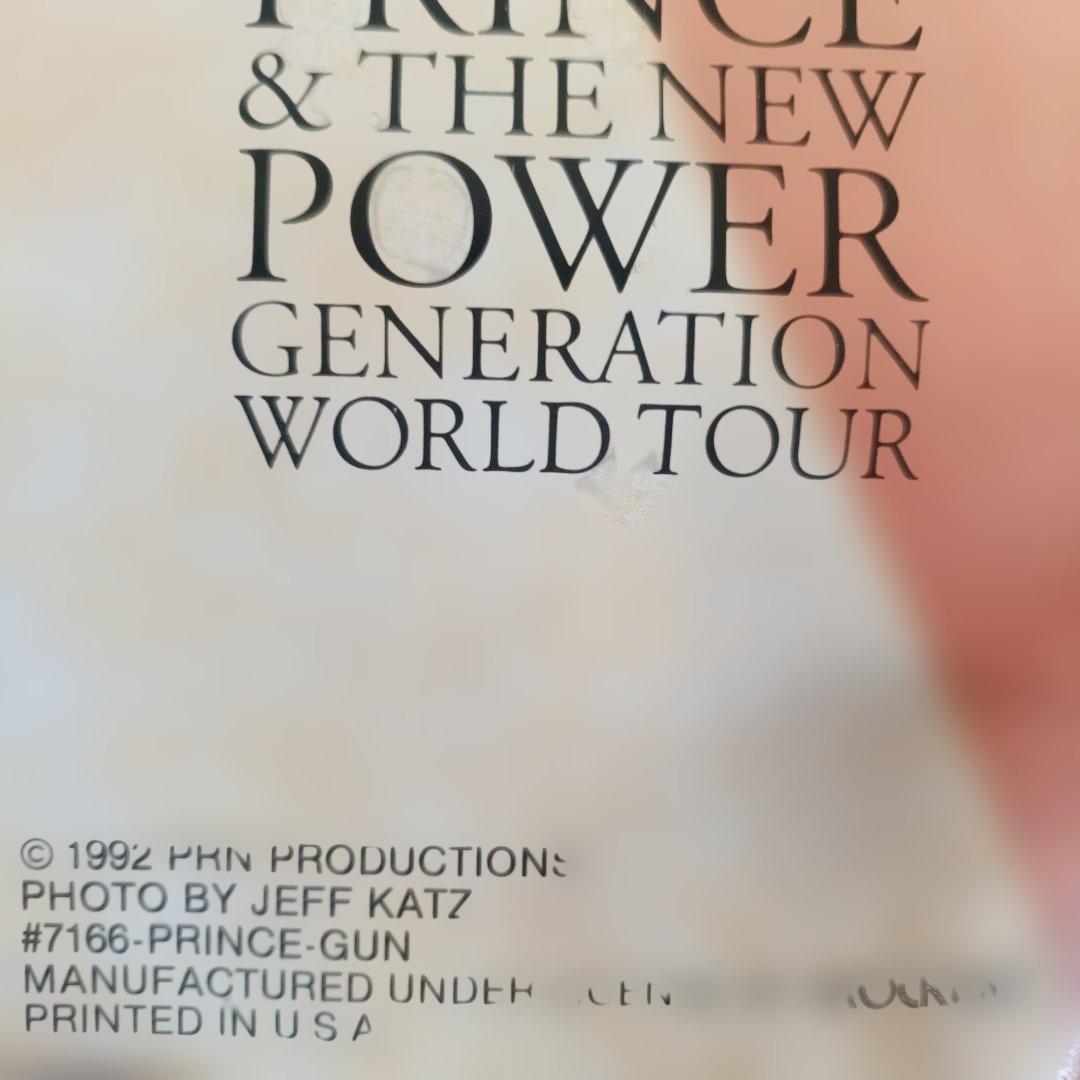 PRINCE
& THE NEW
POWER
GENERATION
WORLD TOUR
© 1992 PRN PRODUCTIONS
PHOTO BY JEFF KATZ
#7166-PRINCE-GUN
MANUFACTURED UNDER
PRINTED IN U S A